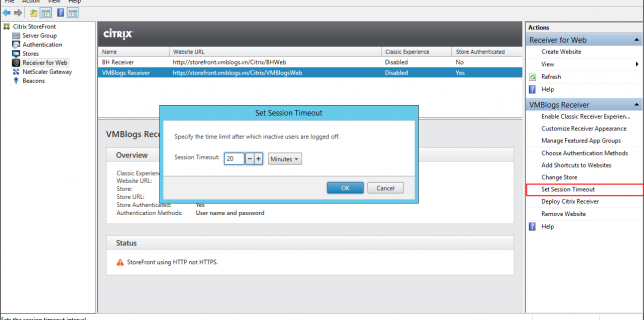 File Action View Help
Citrix StoreFront
Server Group
Authentication
Stores
Receiver for Web
NetScaler Gateway
Beacons
CITRIX
Name Website URL Classic Experience Store Authenticated
BH Receiver http://storefront.vmblogs.vn/Citrix/BHWeb Disabled No
VMBlogs Receiver http://storefront.vmblogs.vn/Citrix/VMBlogsWeb Disabled Yes
Set Session Timeout
Specify the time limit after which inactive users are logged off.
Session Timeout: 20 - + Minutes
OK Cancel
VMBlogs Rece
Overview
Classic Experienc
Website URL:
Store:
Store URL:
Store Authenticated: Yes
Authentication Methods: User name and password
Status
StoreFront using HTTP not HTTPS.
Actions
Receiver for Web
Create Website
View
Refresh
Help
VMBlogs Receiver
Enable Classic Receiver Experien...
Customize Receiver Appearance
Manage Featured App Groups
Choose Authentication Methods
Add Shortcuts to Websites
Change Store
Set Session Timeout
Deploy Citrix Receiver
Remove Website
Help
Sets the session timeout interval